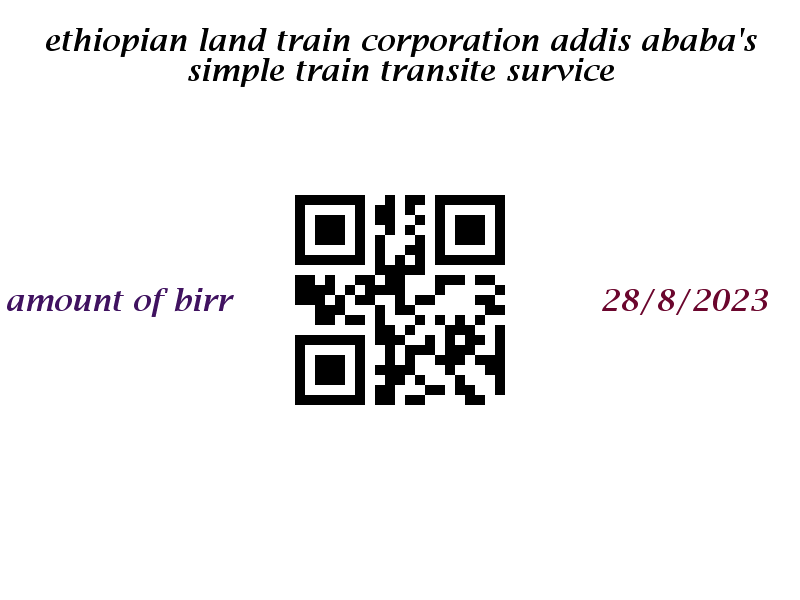 ethiopian land train corporation addis ababa's
simple train transite survice
amount of birr
28/8/2023